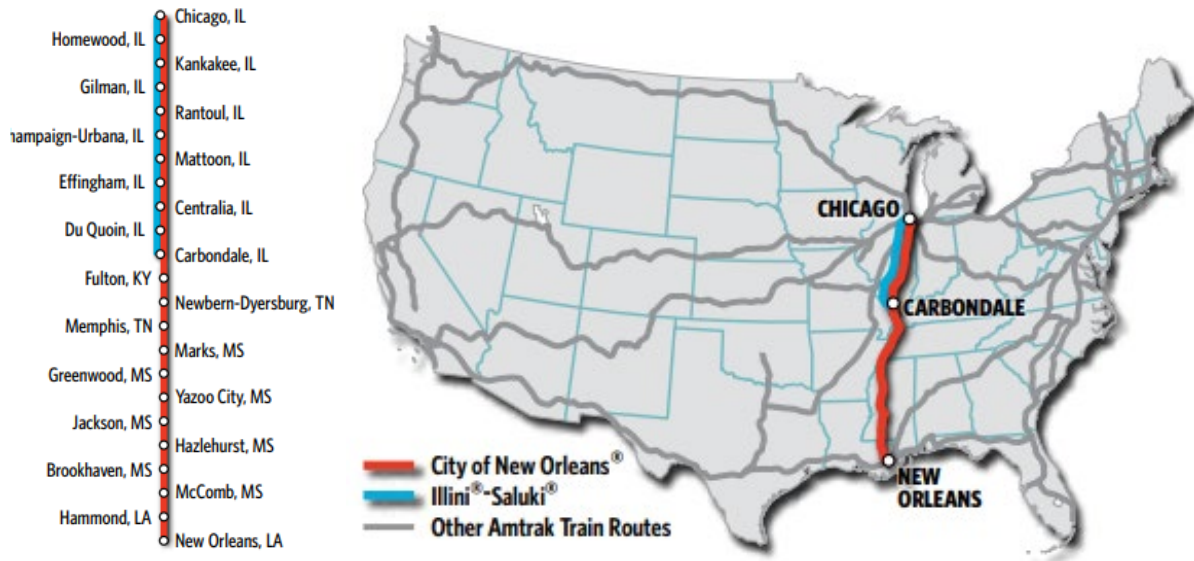 Chicago, IL
Homewood, IL
Kankakee, IL
Gilman, IL
Rantoul, IL
hampaign-Urbana, IL
Mattoon, IL
Effingham, IL
Centralia, IL
Du Quoin, IL
Carbondale, IL
Fulton, KY
Newbern-Dyersburg, TN
Memphis, TN
Marks, MS
Greenwood, MS
Yazoo City, MS
Jackson, MS
Hazlehurst, MS
Brookhaven, MS
McComb, MS
Hammond, LA
New Orleans, LA
CHICAGO
CARBONDALE
NEW
ORLEANS
City of New Orleans®
Illini®-Saluki®
Other Amtrak Train Routes